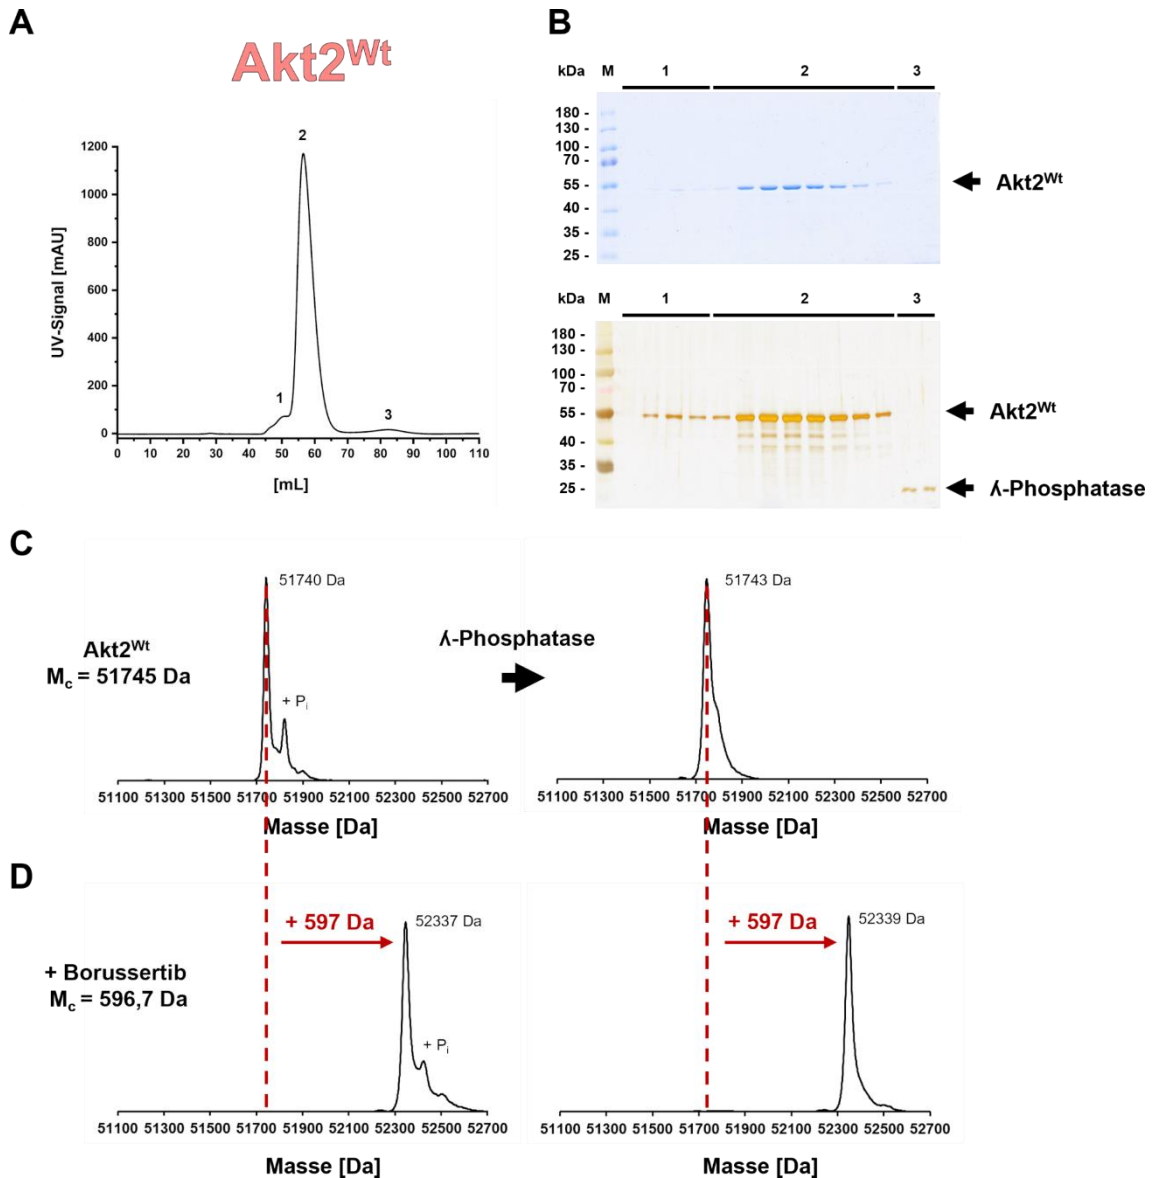 A
Akt2Wt
UV-Signal [mAU]
1200
1000
800
600
400
200
0
1
2
3
0 10 20 30 40 50 60 70 80 90 100 110
[mL]
B
kDa M 1 2 3
180 -
130 -
100 -
70 -
55 -
40 -
35 -
25 -
Akt2Wt
kDa M 1 2 3
180 -
130 -
100 -
70 -
55 -
40 -
35 -
25 -
Akt2Wt
λ-Phosphatase
C
Akt2Wt
Mc = 51745 Da
51740 Da
+ Pi
51100 51300 51500 51700 51900 52100 52300 52500 52700
Masse [Da]
λ-Phosphatase
51743 Da
51100 51300 51500 51700 51900 52100 52300 52500 52700
Masse [Da]
D
+ Borussertib
Mc = 596,7 Da
+ 597 Da
52337 Da
+ Pi
51100 51300 51500 51700 51900 52100 52300 52500 52700
Masse [Da]
+ 597 Da
52339 Da
51100 51300 51500 51700 51900 52100 52300 52500 52700
Masse [Da]